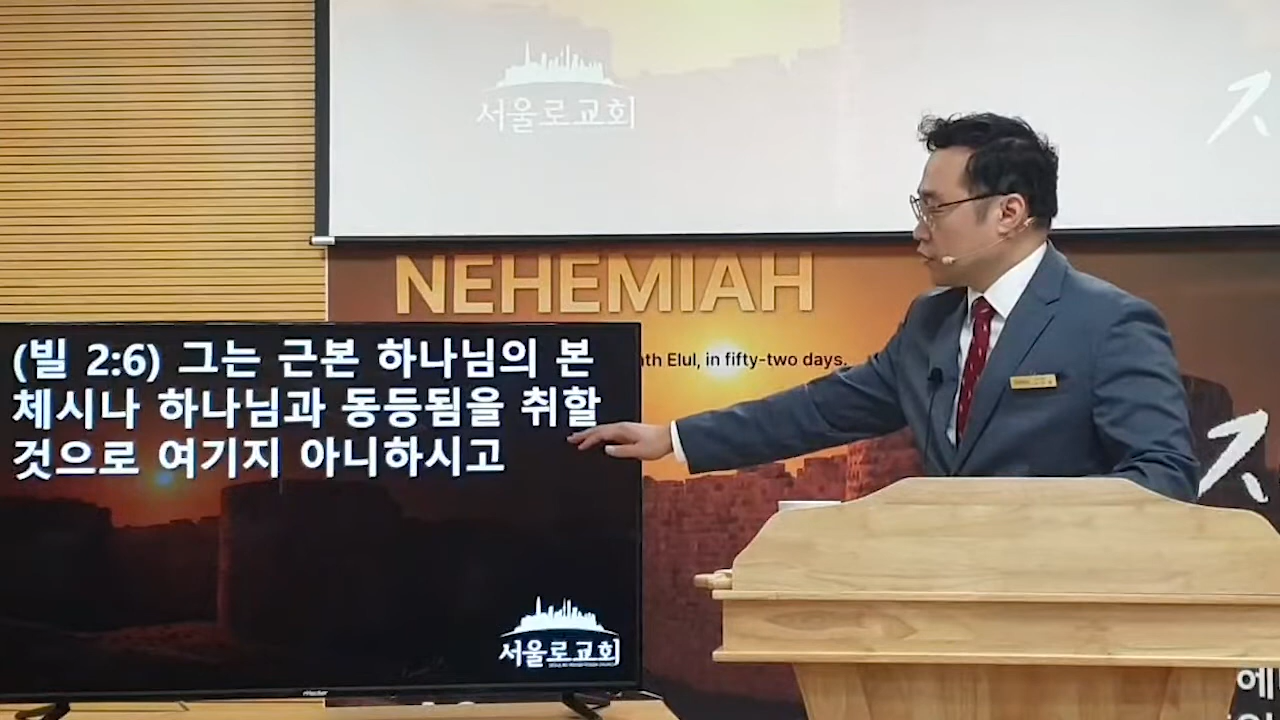 서울로교회
NEHEMIAH
nth Elul, in fifty-two days.
(빌 2:6) 그는 근본 하나님의 본
체시나 하나님과 동등됨을 취할
것으로 여기지 아니하시고
서울로교회
에